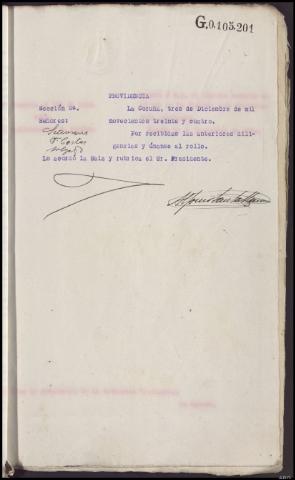 G.0.105.201
PROVIDENCIA
Sección 2ª. La Coruña, tres de Diciembre de mil
Señores: novecientos treinta y cuatro.
Por recibidas las anteriores dili-
gencias y únanse al rollo.
Lo acordó la Sala y rubrica el Sr. Presidente.